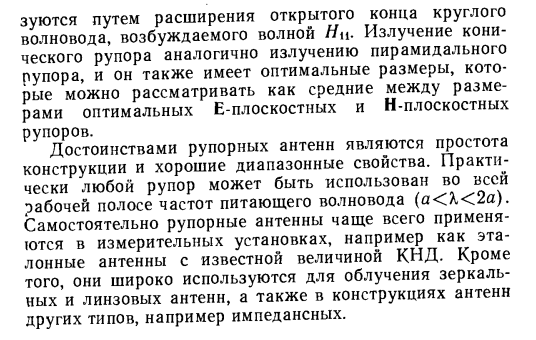 зуются путем расширения открытого конца круглого
волновода, возбуждаемого волной H₁₁. Излучение кони-
ческого рупора аналогично излучению пирамидального
рупора, и он также имеет оптимальные размеры, кото-
рые можно рассматривать как средние между разме-
рами оптимальных Е-плоскостных и Н-плоскостных
рупоров.
Достоинствами рупорных антенн являются простота
конструкции и хорошие диапазонные свойства. Практи-
чески любой рупор может быть использован во всей
рабочей полосе частот питающего волновода (a<λ<2a).
Самостоятельно рупорные антенны чаще всего применя-
ются в измерительных установках, например как эта-
лонные антенны с известной величиной КНД. Кроме
того, они широко используются для облучения зеркаль-
ных и линзовых антенн, а также в конструкциях антенн
других типов, например импедансных.